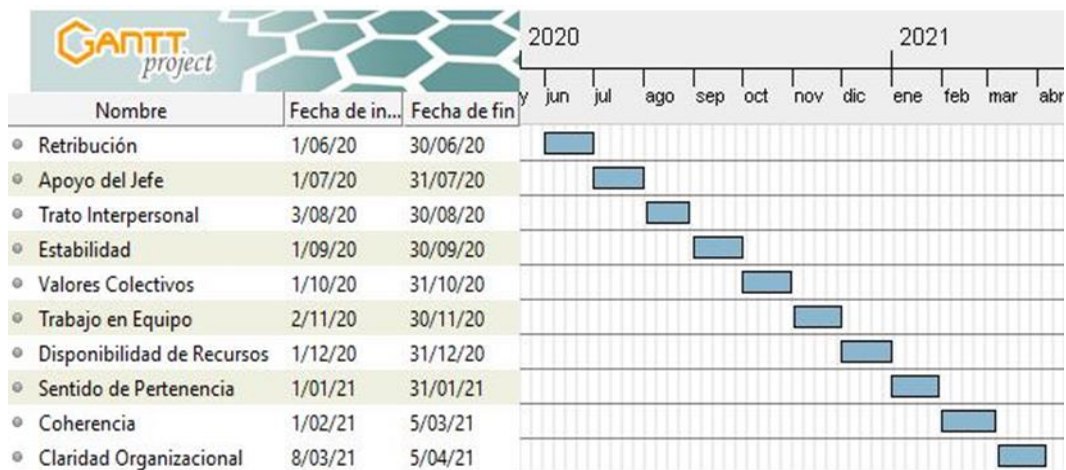 GANTT
project
2020 2021
y jun jul ago sep oct nov dic ene feb mar abr
Nombre Fecha de in... Fecha de fin
Retribución 1/06/20 30/06/20
Apoyo del Jefe 1/07/20 31/07/20
Trato Interpersonal 3/08/20 30/08/20
Estabilidad 1/09/20 30/09/20
Valores Colectivos 1/10/20 31/10/20
Trabajo en Equipo 2/11/20 30/11/20
Disponibilidad de Recursos 1/12/20 31/12/20
Sentido de Pertenencia 1/01/21 31/01/21
Coherencia 1/02/21 5/03/21
Claridad Organizacional 8/03/21 5/04/21